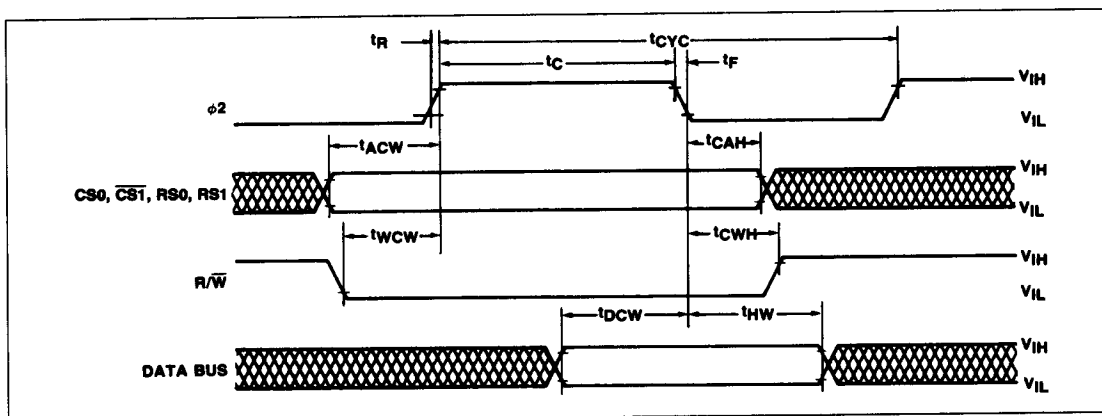 tR tCYC
tC tF
φ2 VIH
VIL
tACW tCAH
CS0, C̅S̅1̅, RS0, RS1 VIH
VIL
tWCW tCWH
R/W̅ VIH
VIL
tDCW tHW
DATA BUS VIH
VIL